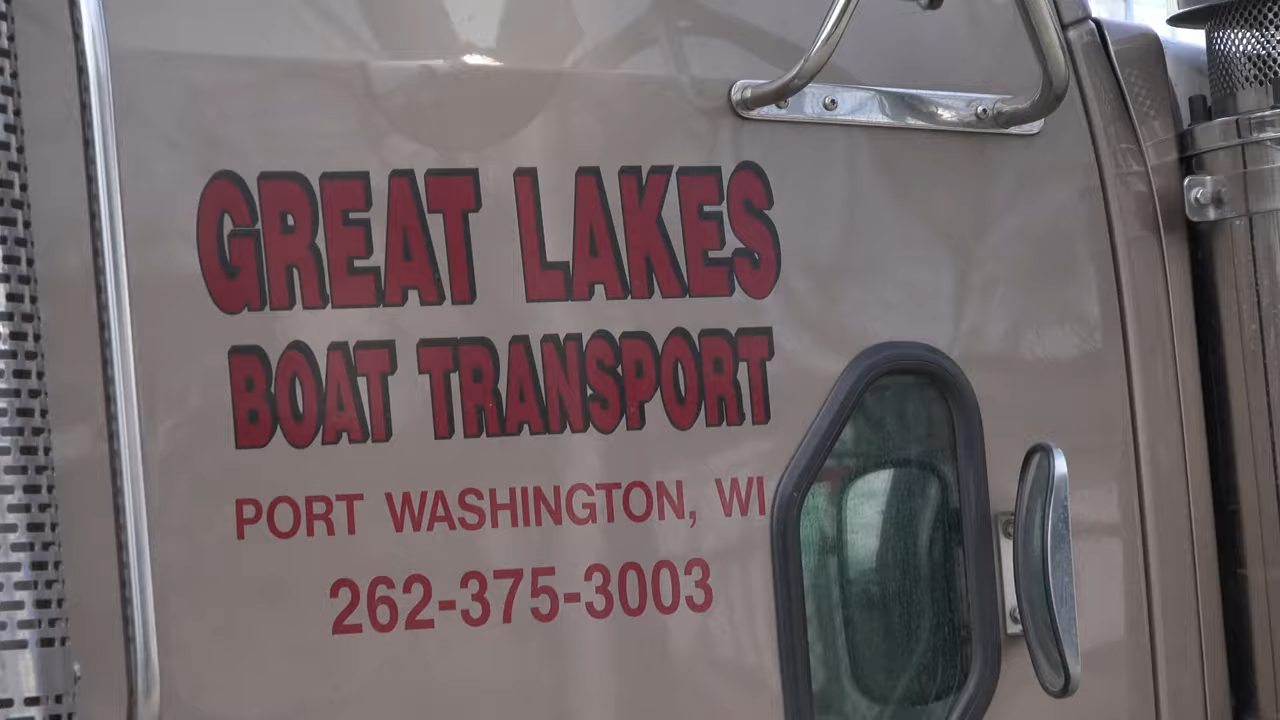 GREAT LAKES
BOAT TRANSPORT
PORT WASHINGTON, WI
262-375-3003